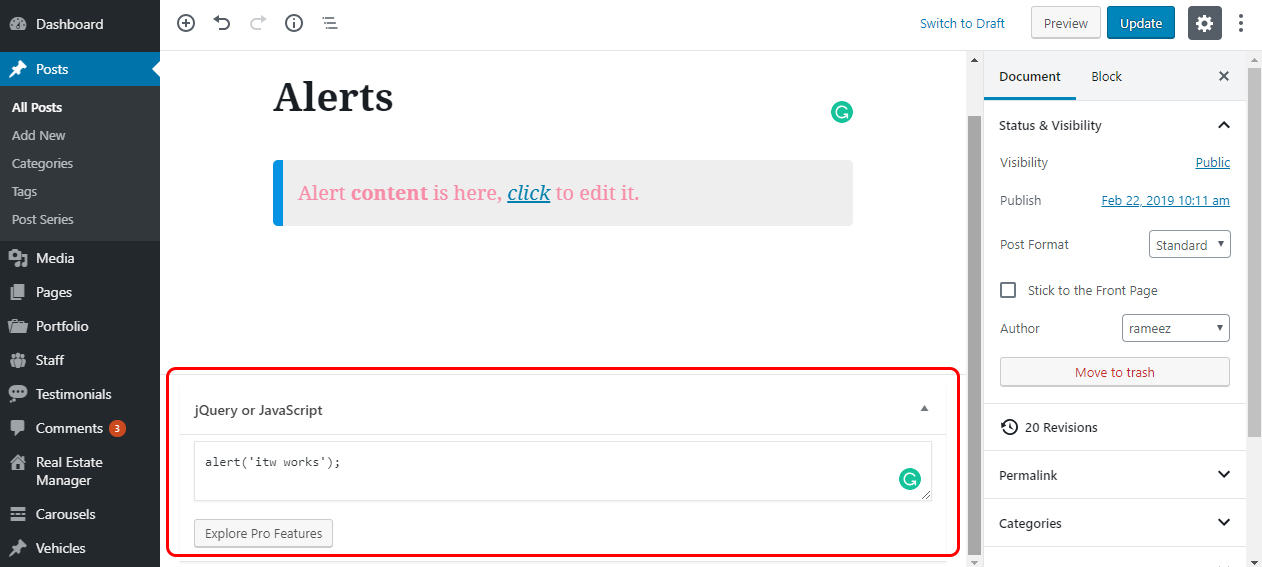 Dashboard
Posts
All Posts
Add New
Categories
Tags
Post Series
Media
Pages
Portfolio
Staff
Testimonials
Comments 3
Real Estate
Manager
Carousels
Vehicles
Switch to Draft
Preview
Update
Alerts
Alert content is here, click to edit it.
jQuery or JavaScript
alert('itw works');
Explore Pro Features
Document
Block
Status & Visibility
Visibility
Public
Publish
Feb 22, 2019 10:11 am
Post Format
Standard
Stick to the Front Page
Author
rameez
Move to trash
20 Revisions
Permalink
Categories